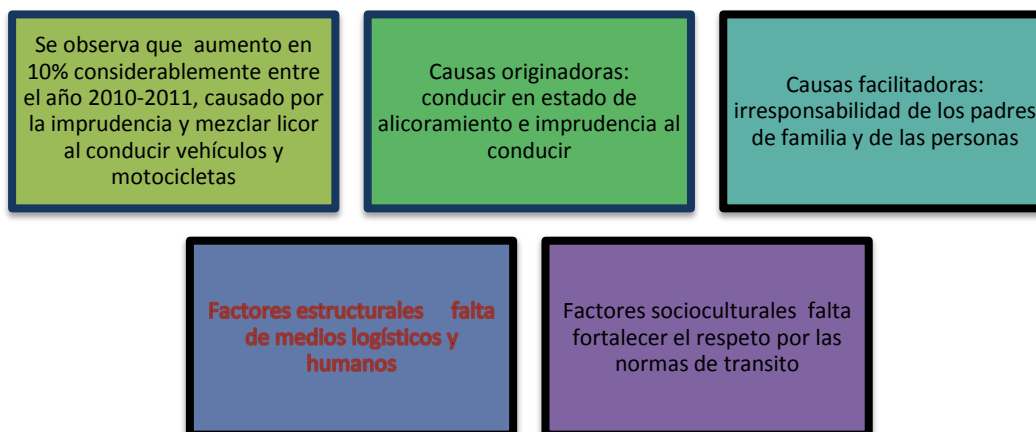 Se observa que aumento en
10% considerablemente entre
el año 2010-2011, causado por
la imprudencia y mezclar licor
al conducir vehículos y
motocicletas
Causas originadoras:
conducir en estado de
alicoramiento e imprudencia al
conducir
Causas facilitadoras:
irresponsabilidad de los padres
de familia y de las personas
Factores estructurales falta
de medios logísticos y
humanos
Factores socioculturales falta
fortalecer el respeto por las
normas de transito